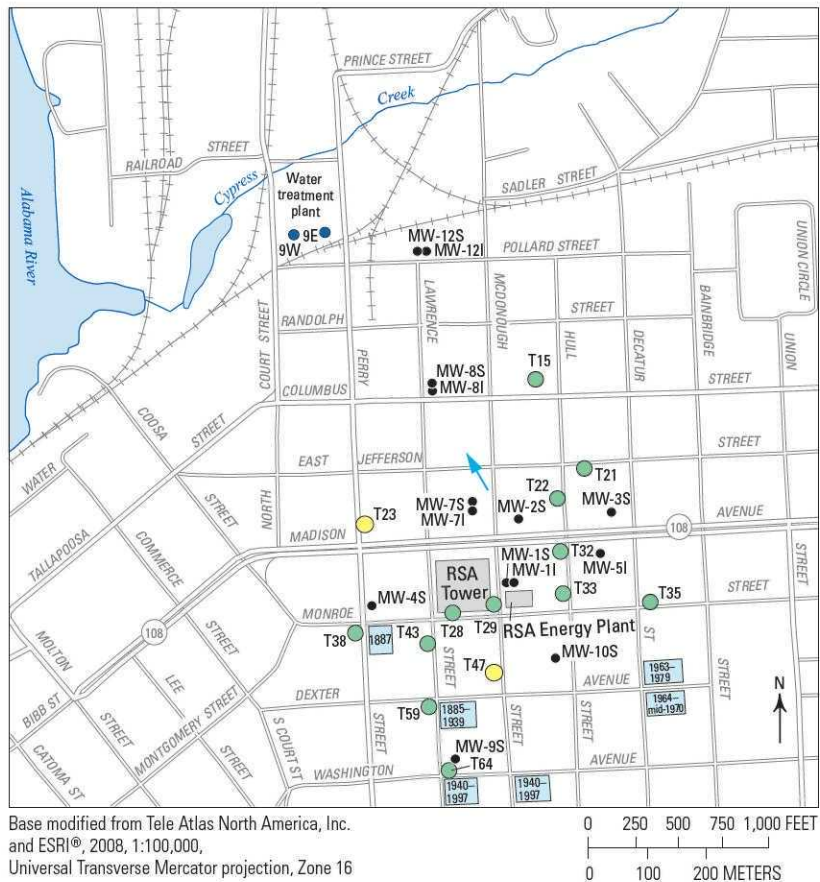 PRINCE STREET
Creek
RAILROAD STREET
Cypress
SADLER STREET
Water
treatment
plant
9E
9W
MW-12S
MW-12I
POLLARD STREET
Alabama River
UNION CIRCLE
LAWRENCE
MCDONOUGH
COURT STREET
RANDOLPH STREET
PERRY
HULL
DECATUR
BAINBRIDGE
UNION
T15
MW-8S
MW-8I
COLUMBUS STREET
COOSA
STREET
EAST JEFFERSON STREET
T21
WATER
T22
MW-7S
MW-7I
MW-2S
MW-3S
T23
STREET
NORTH
MADISON AVENUE
108
TALLAPOOSA
COMMERCE
MW-1S
MW-1I
T32
MW-5I
STREET
RSA
Tower
T33
T35
STREET
MW-4S
MONROE
108
T38
1887
T43
T28
T29
RSA Energy Plant
ST
MOLTON
STREET
STREET
T47
MW-10S
LEE
DEXTER AVENUE
1963–
1979
1964–
mid-1970
STREET
N
BIBB ST
STREET
MONTGOMERY STREET
STREET
S COURT ST
STREET
T59
1885–
1939
STREET
STREET
CATOMA ST
MW-9S
T64
WASHINGTON AVENUE
1940–
1997
1940–
1997
Base modified from Tele Atlas North America, Inc.
and ESRI®, 2008, 1:100,000,
Universal Transverse Mercator projection, Zone 16
0 250 500 750 1,000 FEET
0 100 200 METERS